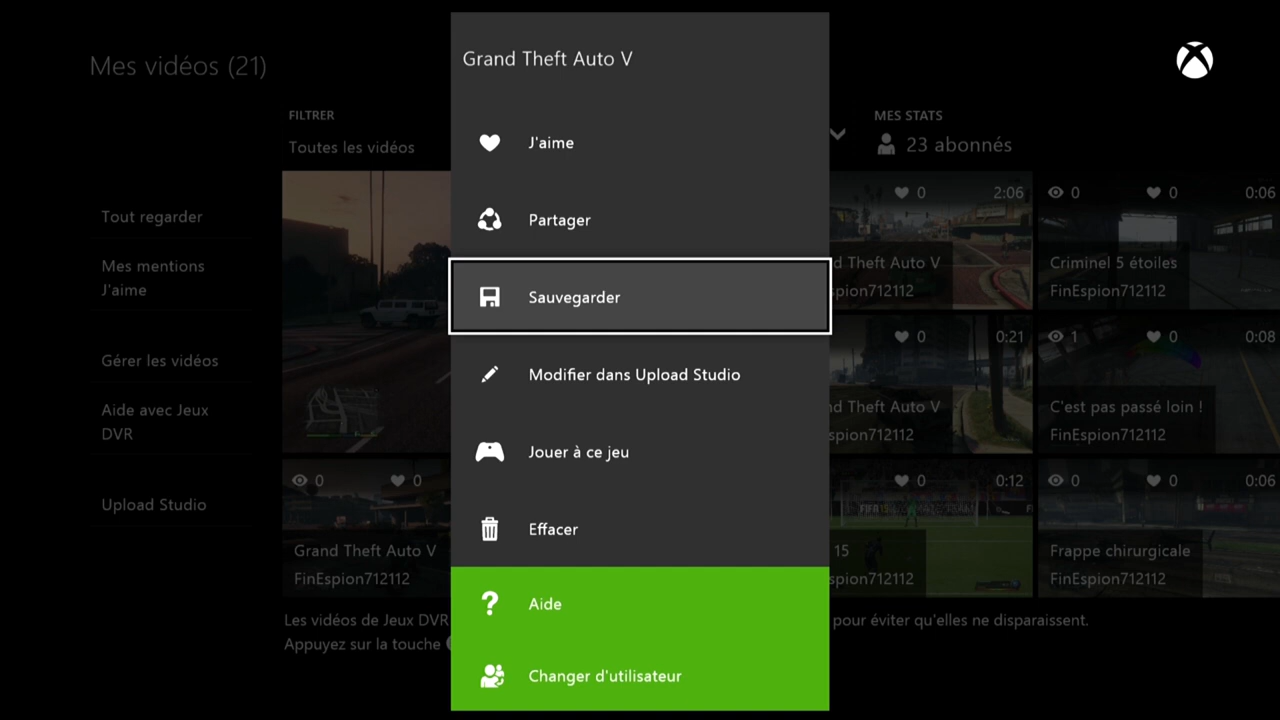 Mes vidéos (21)
FILTRER
Toutes les vidéos
Tout regarder
Mes mentions
J'aime
Gérer les vidéos
Aide avec Jeux
DVR
Upload Studio
Grand Theft Auto V
J'aime
Partager
Sauvegarder
Modifier dans Upload Studio
Jouer à ce jeu
Effacer
Aide
Changer d'utilisateur
MES STATS
23 abonnés
0 2:06
Theft Auto V
spion712112
0 0 0:06
Criminel 5 étoiles
FinEspion712112
0 0:21
Theft Auto V
spion712112
1 0 0:08
C'est pas passé loin !
FinEspion712112
0 0
Grand Theft Auto V
FinEspion712112
0 0:12
FIFA 15
15
spion712112
0 0 0:06
Frappe chirurgicale
FinEspion712112
Les vidéos de Jeux DVR pour éviter qu'elles ne disparaissent.
Appuyez sur la touche